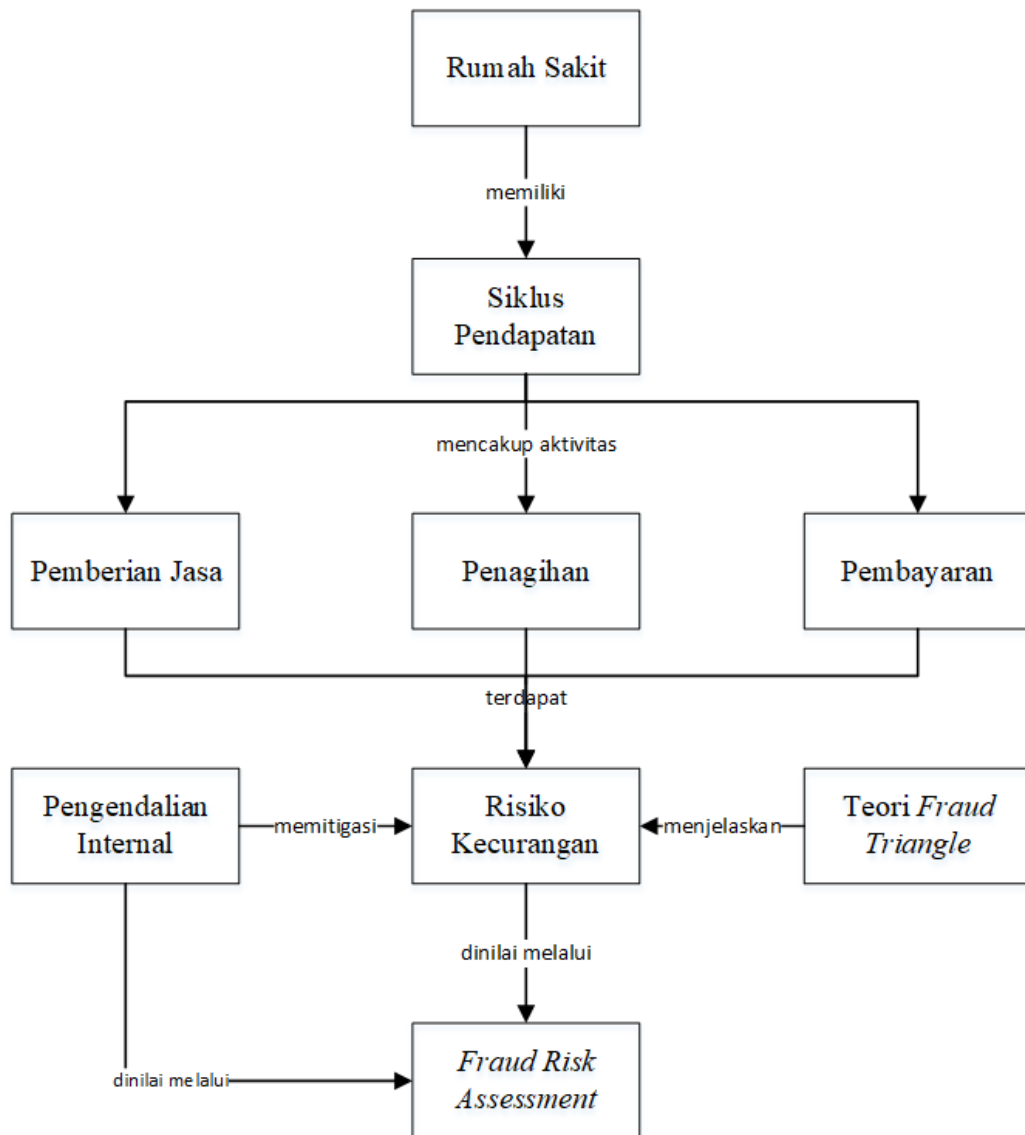 Rumah Sakit
memiliki
Siklus
Pendapatan
mencakup aktivitas
Pemberian Jasa
Penagihan
Pembayaran
terdapat
Pengendalian
Internal
memitigasi
Risiko
Kecurangan
menjelaskan
Teori Fraud
Triangle
dinilai melalui
dinilai melalui
Fraud Risk
Assessment